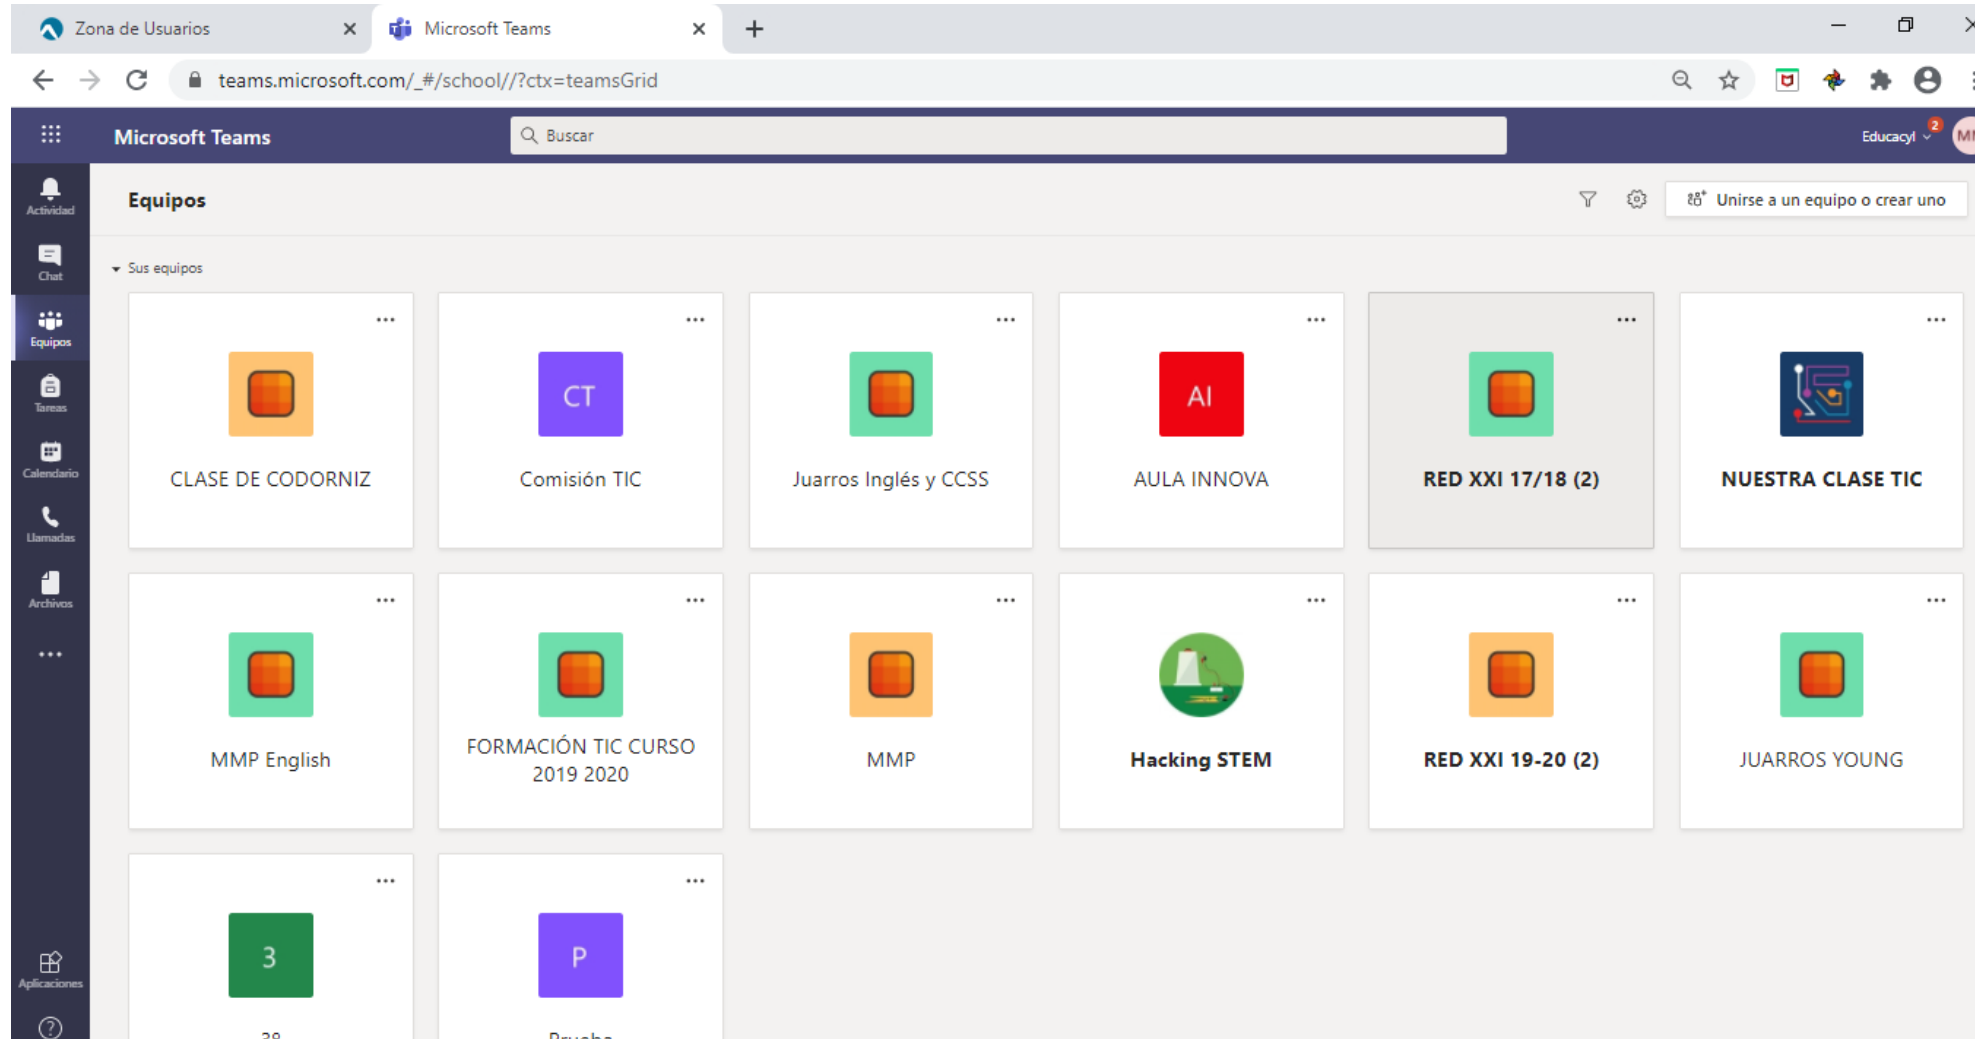 Zona de Usuarios
Microsoft Teams
teams.microsoft.com/_#/school//?ctx=teamsGrid
Microsoft Teams
Buscar
Educacyl
2
Actividad
Chat
Equipos
Tareas
Calendario
Llamadas
Archivos
Aplicaciones
Equipos
Unirse a un equipo o crear uno
Sus equipos
CLASE DE CODORNIZ
CT
Comisión TIC
Juarros Inglés y CCSS
AI
AULA INNOVA
RED XXI 17/18 (2)
NUESTRA CLASE TIC
MMP English
FORMACIÓN TIC CURSO
2019 2020
MMP
Hacking STEM
RED XXI 19-20 (2)
JUARROS YOUNG
3
P
Prueba